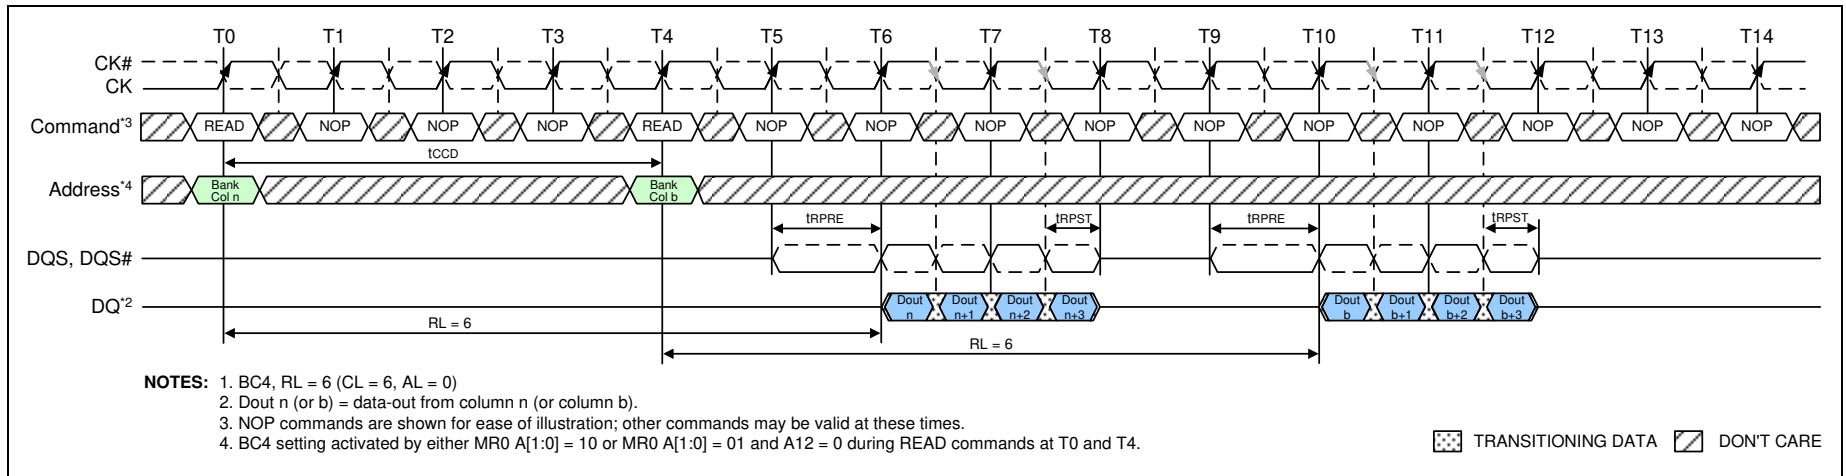 T0 T1 T2 T3 T4 T5 T6 T7 T8 T9 T10 T11 T12 T13 T14
CK#
CK
Command*3 READ NOP NOP NOP READ NOP NOP NOP NOP NOP NOP NOP NOP NOP NOP
tCCD
Address*4 Bank Col n Bank Col b
tRPRE tRPST tRPRE tRPST
DQS, DQS#
DQ*2 Dout n Dout n+1 Dout n+2 Dout n+3 Dout b Dout b+1 Dout b+2 Dout b+3
RL = 6
RL = 6
NOTES: 1. BC4, RL = 6 (CL = 6, AL = 0)
2. Dout n (or b) = data-out from column n (or column b).
3. NOP commands are shown for ease of illustration; other commands may be valid at these times.
4. BC4 setting activated by either MR0 A[1:0] = 10 or MR0 A[1:0] = 01 and A12 = 0 during READ commands at T0 and T4.
TRANSITIONING DATA DON'T CARE